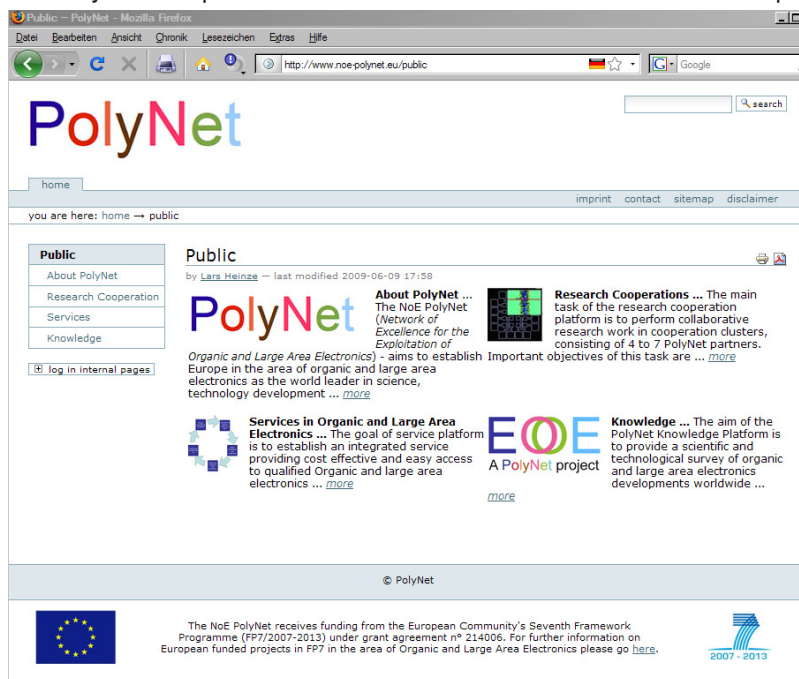 Public — PolyNet - Mozilla Firefox
Datei Bearbeiten Ansicht Chronik Lesezeichen Extras Hilfe
http://www.noe-polynet.eu/public
Google
PolyNet
search
home
imprint contact sitemap disclaimer
you are here: home → public
Public
About PolyNet
Research Cooperation
Services
Knowledge
log in internal pages
Public
by Lars Heinze — last modified 2009-06-09 17:58
PolyNet
About PolyNet ...
The NoE PolyNet
(Network of
Excellence for the
Exploitation of
Organic and Large Area Electronics) - aims to establish
Europe in the area of organic and large area
electronics as the world leader in science,
technology development ... more
Research Cooperations ... The main
task of the research cooperation
platform is to perform collaborative
research work in cooperation clusters,
consisting of 4 to 7 PolyNet partners.
Important objectives of this task are ... more
Services in Organic and Large Area
Electronics ... The goal of service platform
is to establish an integrated service
providing cost effective and easy access
to qualified Organic and large area
electronics ... more
EOOE
A PolyNet project
Knowledge ... The aim of the
PolyNet Knowledge Platform is
to provide a scientific and
technological survey of organic
and large area electronics
developments worldwide ...
more
© PolyNet
The NoE PolyNet receives funding from the European Community's Seventh Framework
Programme (FP7/2007-2013) under grant agreement n° 214006. For further information on
European funded projects in FP7 in the area of Organic and Large Area Electronics please go here.
2007 - 2013